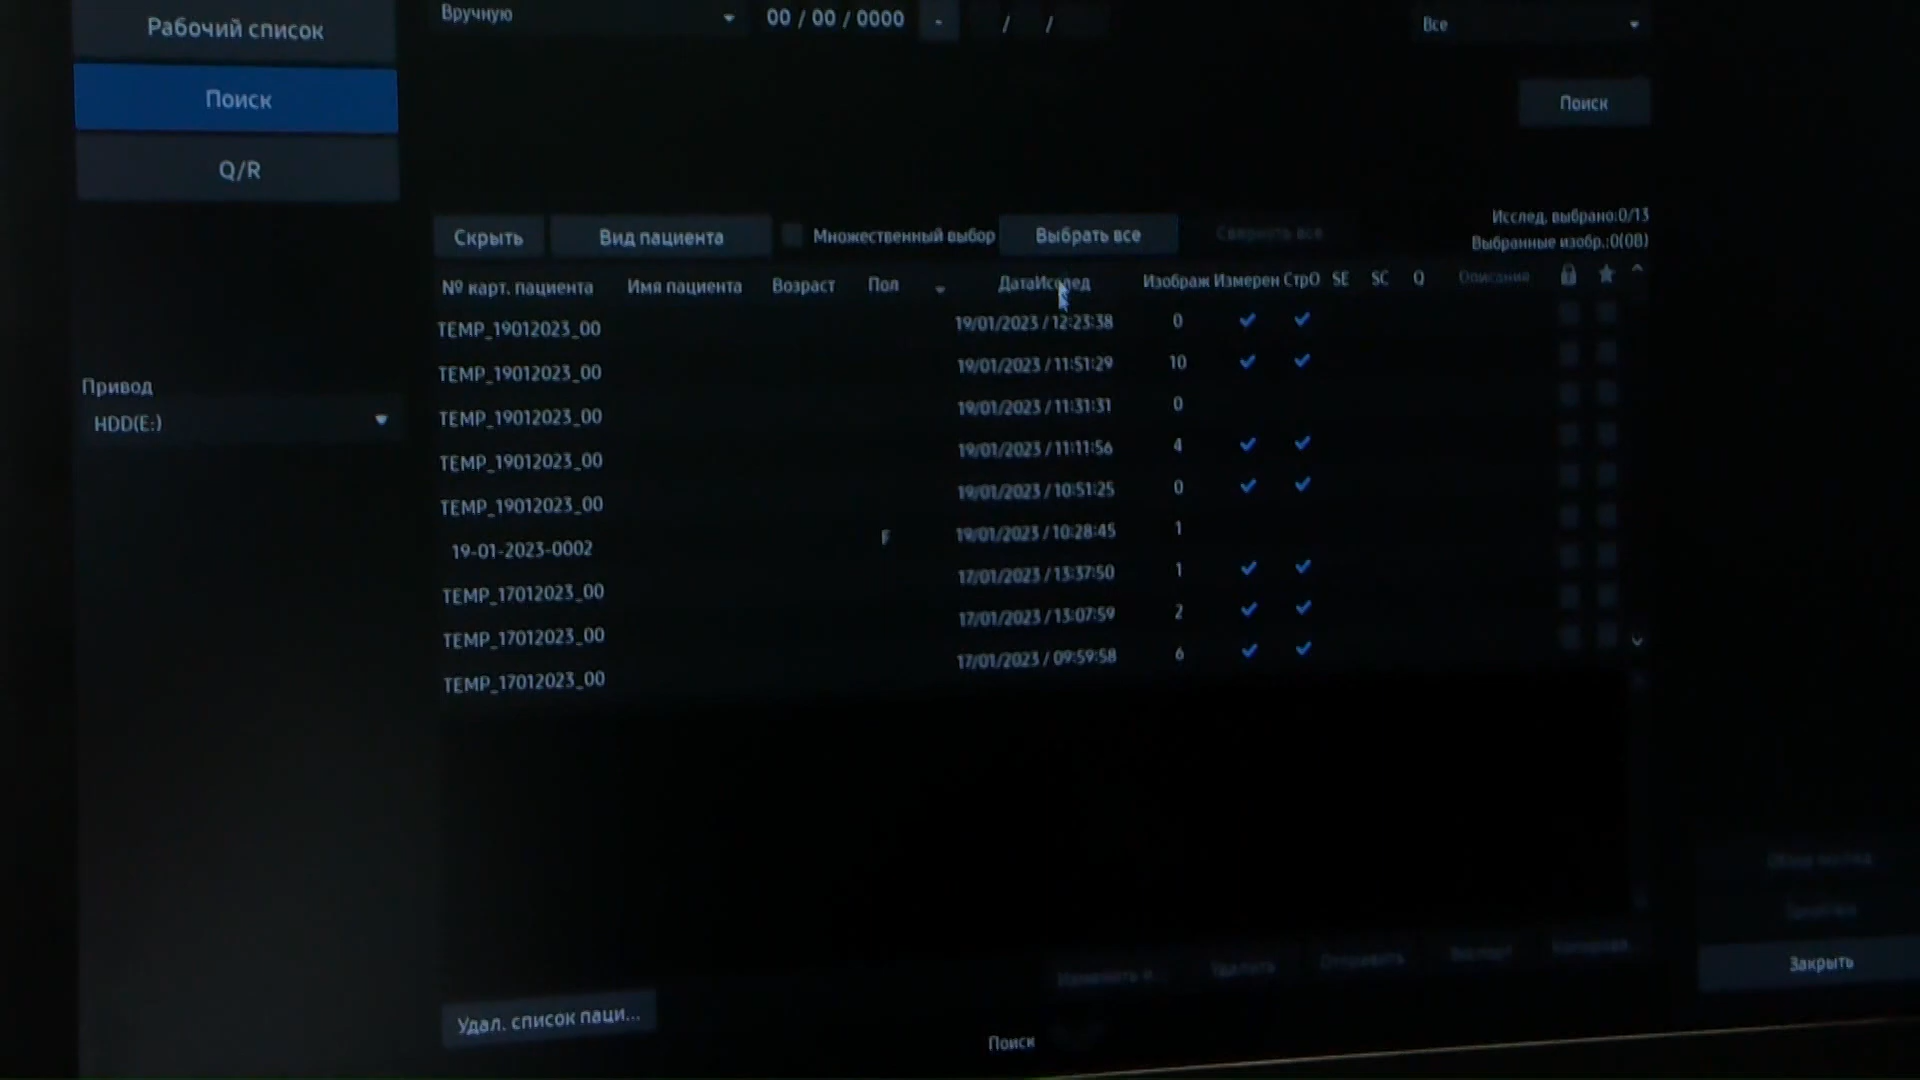 Рабочий список
Вручную
00 / 00 / 0000 - / /
Все
Поиск
Поиск
Q/R
Исслед. выбрано:0/13
Скрыть Вид пациента Множественный выбор Выбрать все Свернуть все
Выбранные изобр.:0(0B)
№ карт. пациента Имя пациента Возраст Пол ДатаИсслед Изображ Измерен СтрО SE SC Q Описание
TEMP_19012023_00 19/01/2023 / 12:23:38 0
TEMP_19012023_00 19/01/2023 / 11:51:29 10
TEMP_19012023_00 19/01/2023 / 11:31:31 0
TEMP_19012023_00 19/01/2023 / 11:11:56 4
TEMP_19012023_00 19/01/2023 / 10:51:25 0
19-01-2023-0002 F 19/01/2023 / 10:28:45 1
TEMP_17012023_00 17/01/2023 / 13:37:50 1
TEMP_17012023_00 17/01/2023 / 13:07:59 2
TEMP_17012023_00 17/01/2023 / 09:59:58 6
Привод
HDD(E:)
Удалить Отправить Экспорт
Закрыть
Удал. список паци...
Поиск